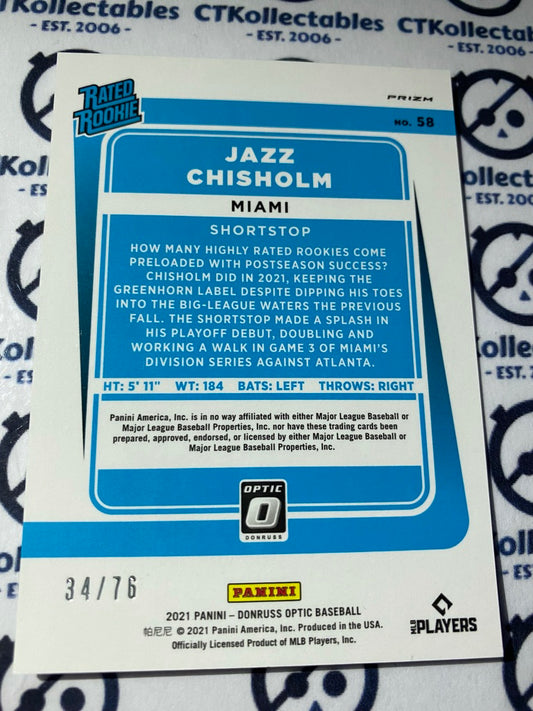 CTKollectables
CTKollectables
- EST. 2006 -
- EST. 2006 -
RATED
ROOKIE
PRIZM
NO. 58
JAZZ
CHISHOLM
MIAMI
SHORTSTOP
HOW MANY HIGHLY RATED ROOKIES COME
PRELOADED WITH POSTSEASON SUCCESS?
CHISHOLM DID IN 2021, KEEPING THE
GREENHORN LABEL DESPITE DIPPING HIS TOES
INTO THE BIG-LEAGUE WATERS THE PREVIOUS
FALL. THE SHORTSTOP MADE A SPLASH IN
HIS PLAYOFF DEBUT, DOUBLING AND
WORKING A WALK IN GAME 3 OF MIAMI'S
DIVISION SERIES AGAINST ATLANTA.
HT: 5' 11" WT: 184 BATS: LEFT THROWS: RIGHT
Panini America, Inc. is in no way affiliated with either Major League Baseball or
Major League Baseball Properties, Inc. nor have these trading cards been
prepared, approved, endorsed, or licensed by either Major League Baseball or
Major League Baseball Properties, Inc.
OPTIC
DONRUSS
34/76
PANINI
MLB PLAYERS
2021 PANINI – DONRUSS OPTIC BASEBALL
帕尼尼 © 2021 Panini America, Inc. Produced in the USA.
Officially Licensed Product of MLB Players, Inc.